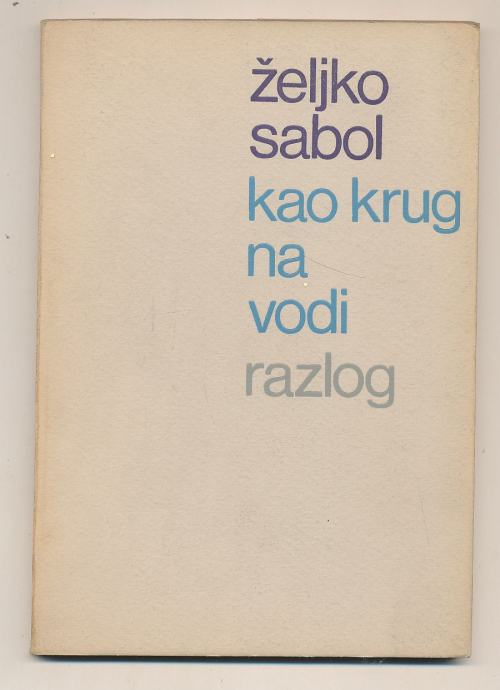 željko
sabol
kao krug
na
vodi
razlog